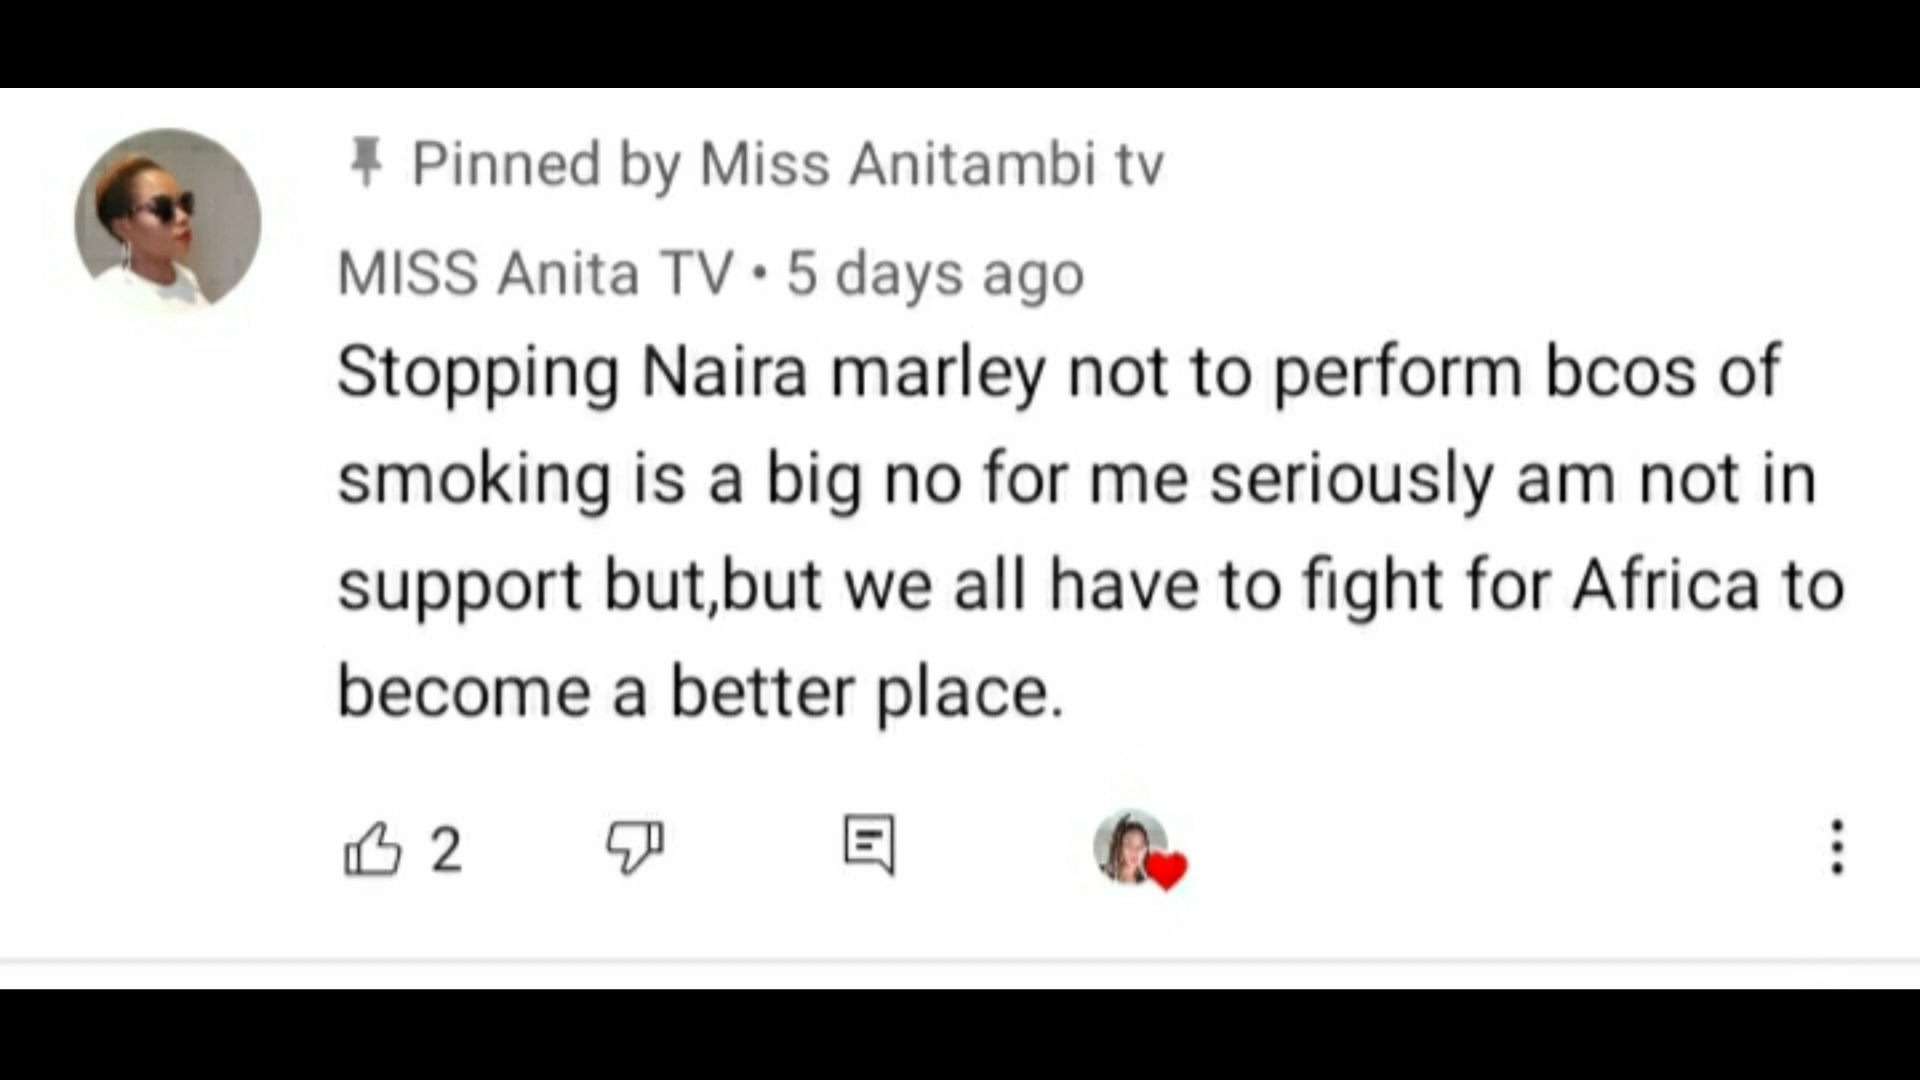 Pinned by Miss Anitambi tv
MISS Anita TV • 5 days ago
Stopping Naira marley not to perform bcos of
smoking is a big no for me seriously am not in
support but,but we all have to fight for Africa to
become a better place.
2